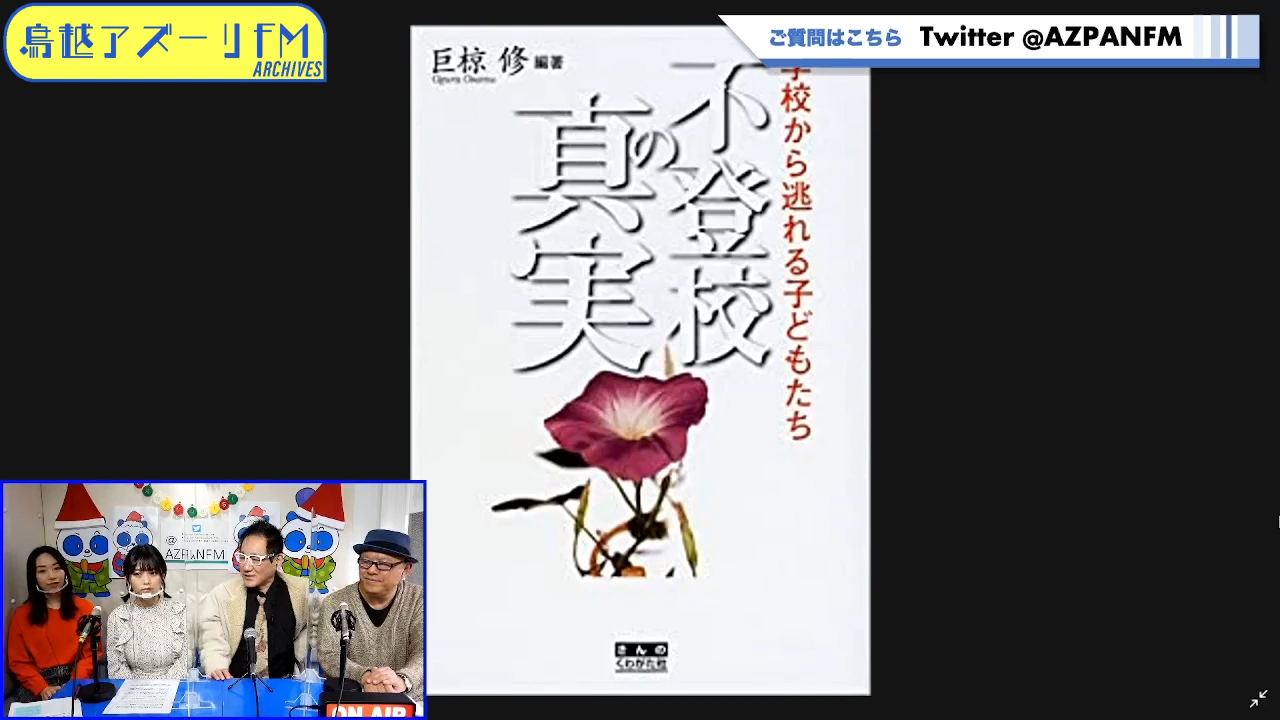 鳥越アズーリFM
ARCHIVES
ご質問はこちら Twitter @AZPANFM
巨椋 修 編著
Ogura Osamu
学校から逃れる子どもたち
不登校
の
真実
きんの
くわがた社
@
AZPANFM
ON AIR